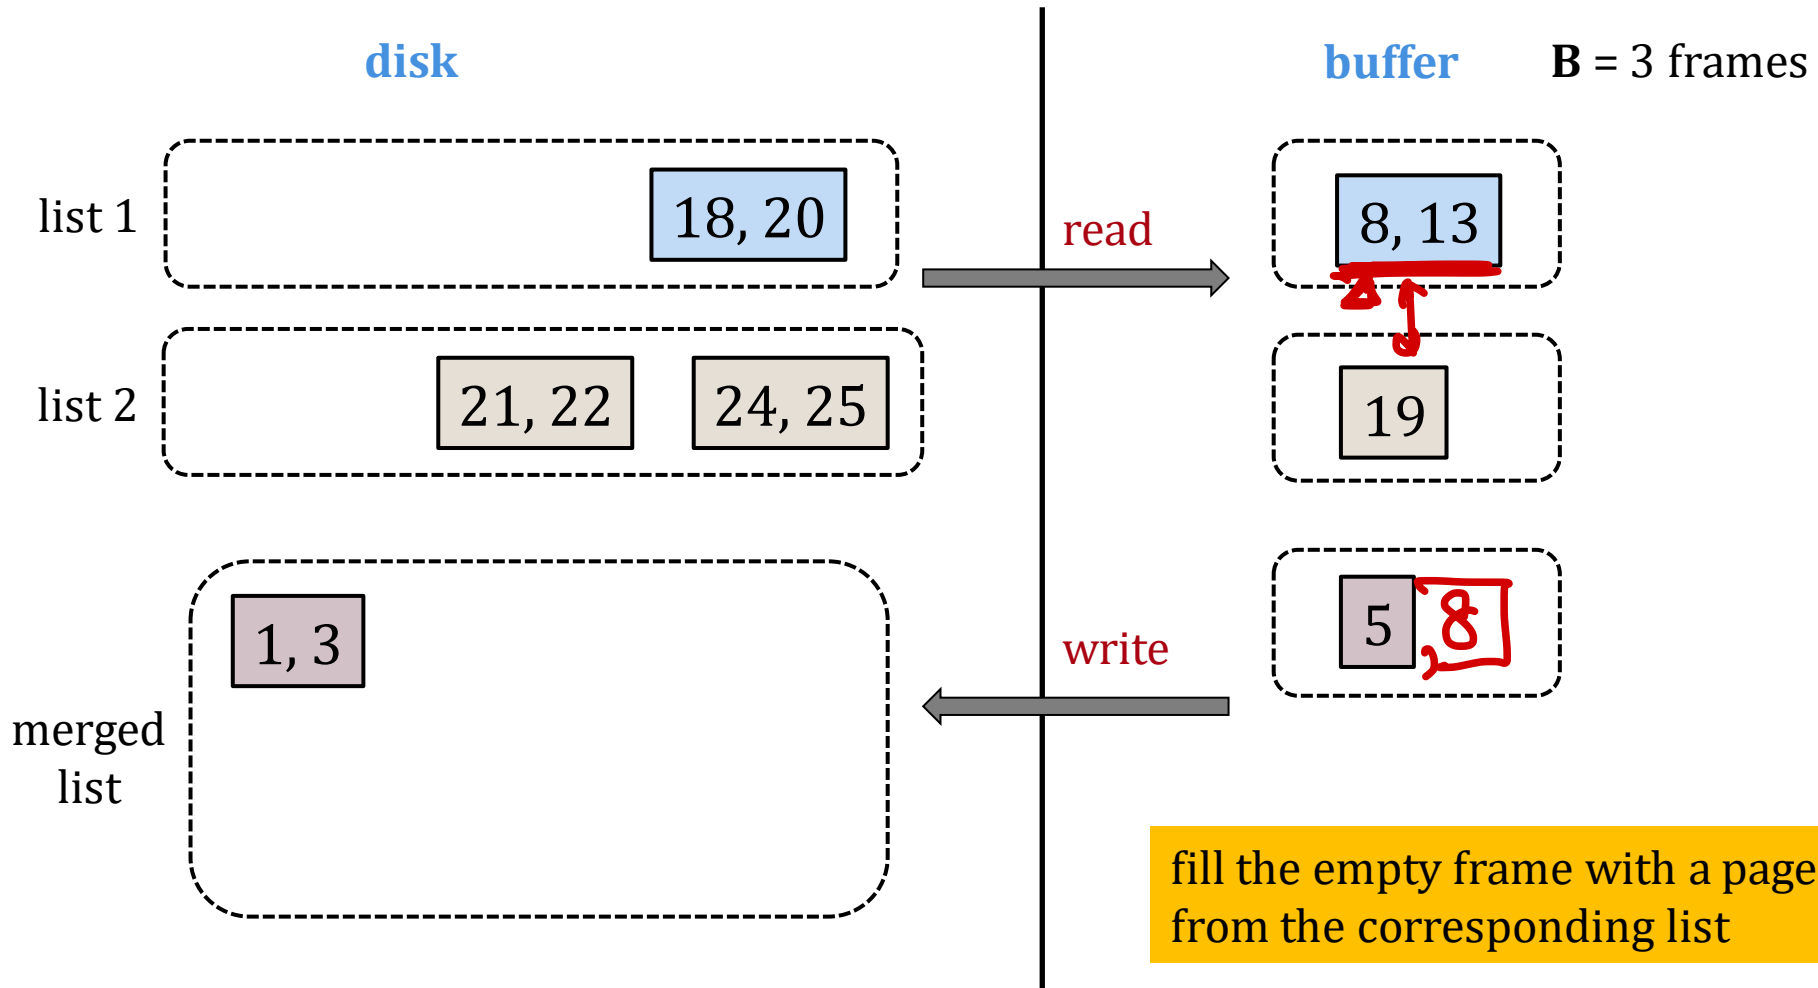 disk
buffer
B = 3 frames
list 1
18, 20
read
8, 13
list 2
21, 22
24, 25
19
1, 3
write
5
8
merged
list
fill the empty frame with a page
from the corresponding list